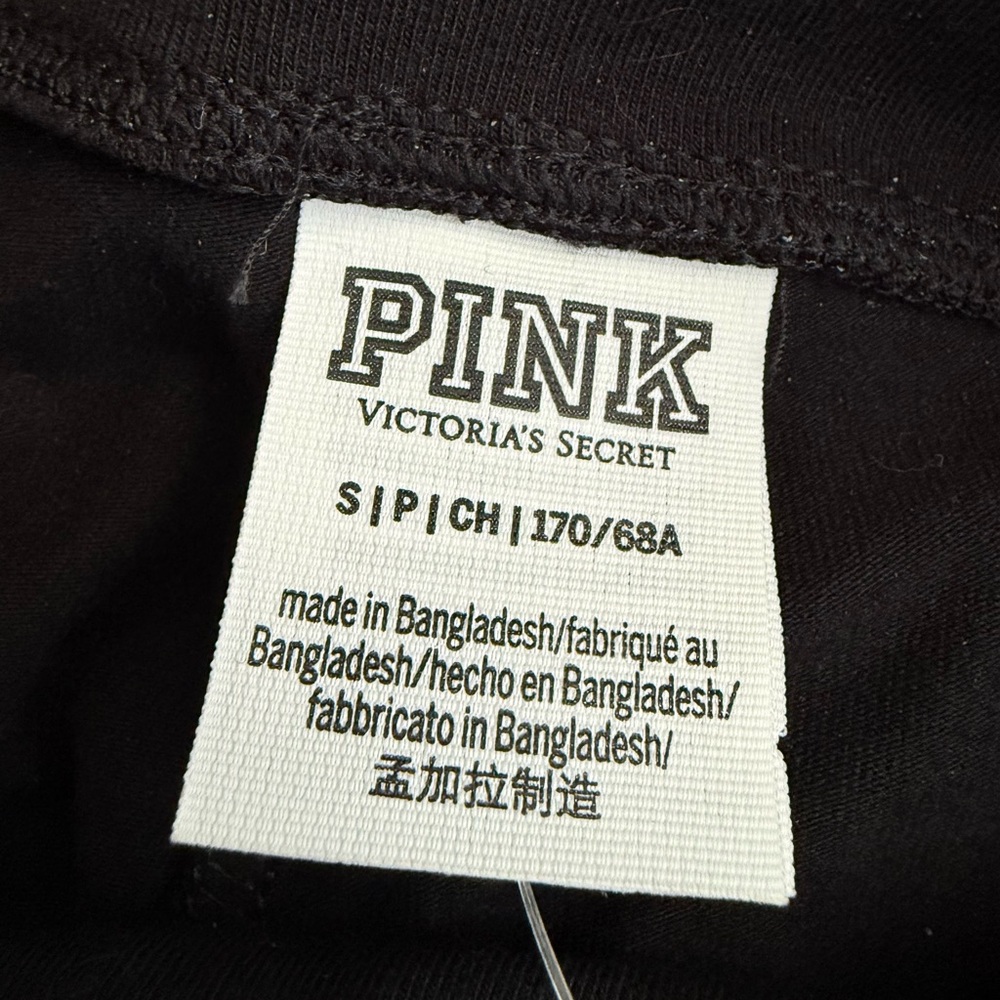 PINK
VICTORIA'S SECRET
S | P | CH | 170/68A
made in Bangladesh/fabriqué au
Bangladesh/hecho en Bangladesh/
fabbricato in Bangladesh/
孟加拉制造